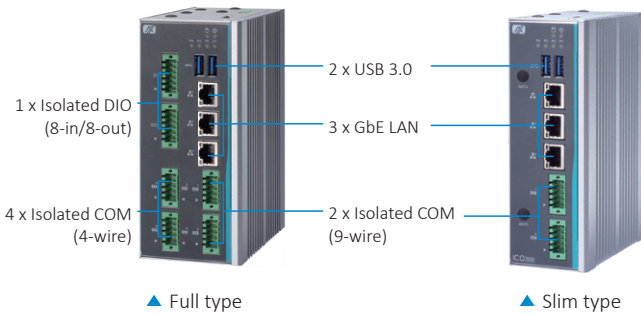 2 x USB 3.0
1 x Isolated DIO
(8-in/8-out)
3 x GbE LAN
4 x Isolated COM
(4-wire)
2 x Isolated COM
(9-wire)
ICO300
▲ Full type
▲ Slim type